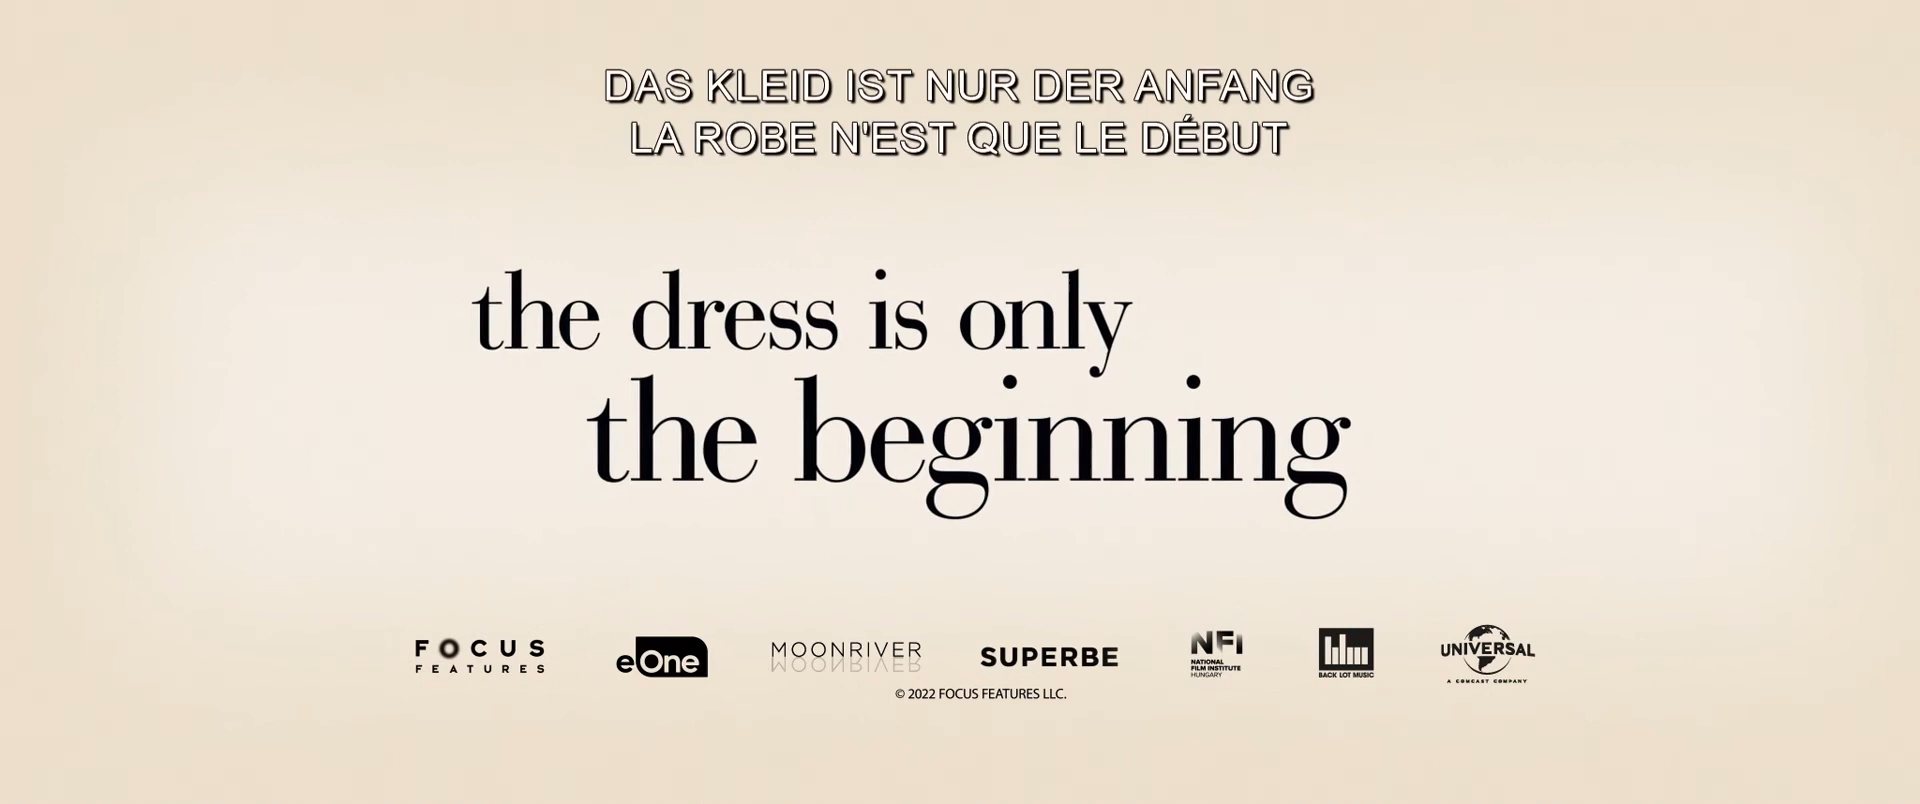 DAS KLEID IST NUR DER ANFANG
LA ROBE N'EST QUE LE DÉBUT
the dress is only
the beginning
FOCUS
FEATURES
eOne
MOONRIVER
SUPERBE
NFI
NATIONAL
FILM INSTITUTE
HUNGARY
BACK LOT MUSIC
UNIVERSAL
A COMCAST COMPANY
© 2022 FOCUS FEATURES LLC.